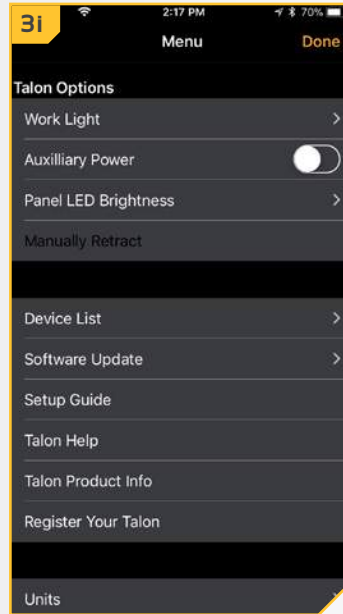 3i
2:17 PM
70%
Menu
Done
Talon Options
Work Light
Auxilliary Power
Panel LED Brightness
Manually Retract
Device List
Software Update
Setup Guide
Talon Help
Talon Product Info
Register Your Talon
Units